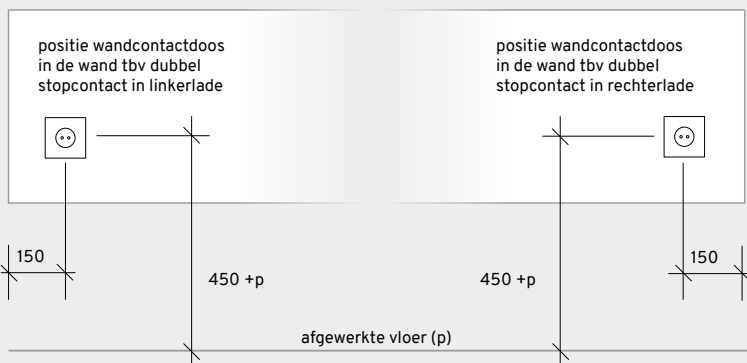 positie wandcontactdoos
in de wand tbv dubbel
stopcontact in linkerlade
positie wandcontactdoos
in de wand tbv dubbel
stopcontact in rechterlade
150
450 +p
450 +p
150
afgewerkte vloer (p)